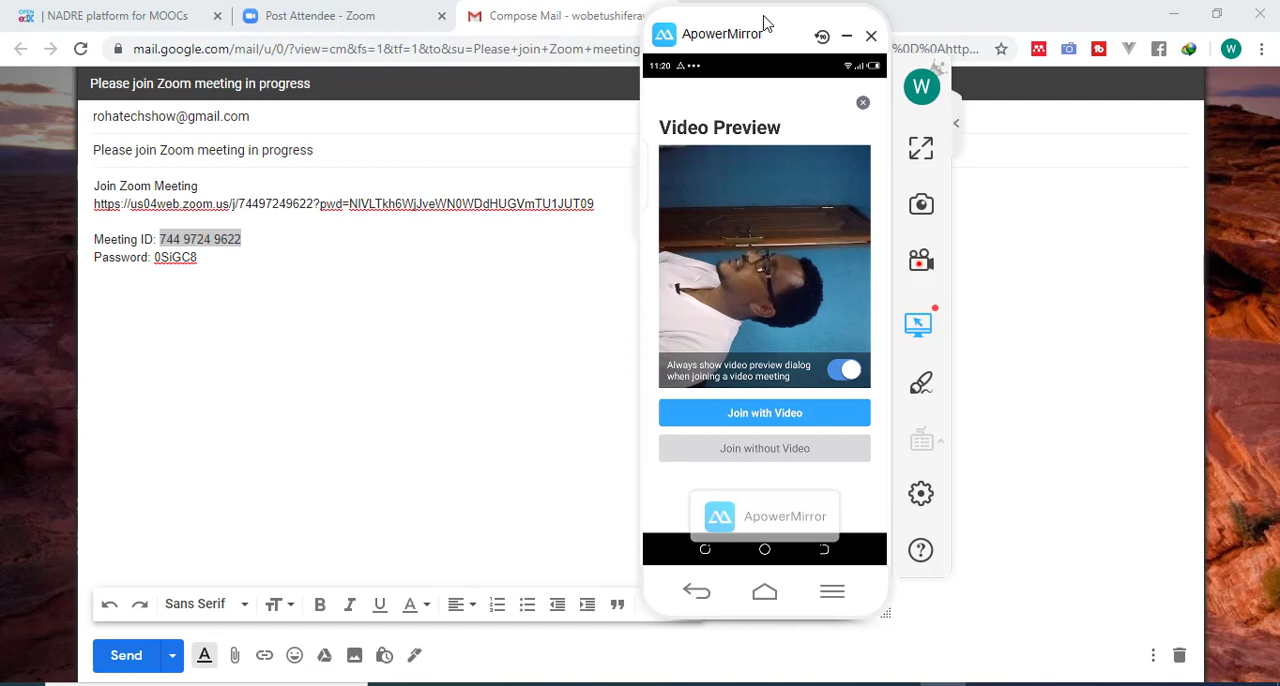 NADRE platform for MOOCs
Post Attendee - Zoom
Compose Mail - wobetushifera
mail.google.com/mail/u/0/?view=cm&fs=1&tf=1&to&su=Please+join+Zoom+meeting
%0D%0Ahttp...
W
Please join Zoom meeting in progress
rohatechshow@gmail.com
Please join Zoom meeting in progress
Join Zoom Meeting
https://us04web.zoom.us/j/74497249622?pwd=NlVLTkh6WjJveWN0WDdHUGVmTU1JUT09
Meeting ID: 744 9724 9622
Password: 0SiGC8
ApowerMirror
11:20
W
Video Preview
Always show video preview dialog
when joining a video meeting
Join with Video
Join without Video
ApowerMirror
Sans Serif
Send